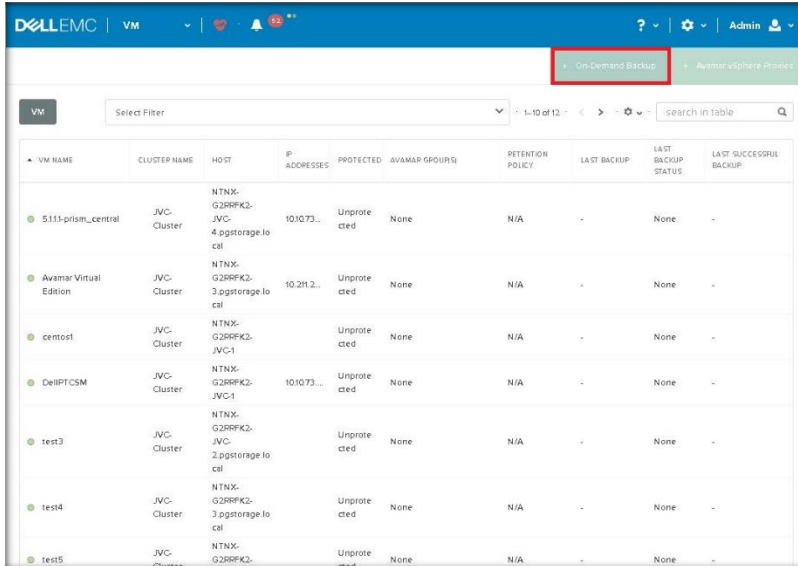 DELLEMC | VM
52
? Admin
+ On-Demand Backup + Avamar vSphere Proxies
VM Select Filter 1-10 of 12 search in table
VM NAME CLUSTER NAME HOST IP ADDRESSES PROTECTED AVAMAR GROUP(S) RETENTION POLICY LAST BACKUP LAST BACKUP STATUS LAST SUCCESSFUL BACKUP
5.1.1.1-prism_central JVC-Cluster NTNX-G2RRFK2-JVC-4.pgstorage.local 10.10.73... Unprotected None N/A - None -
Avamar Virtual Edition JVC-Cluster NTNX-G2RRFK2-3.pgstorage.local 10.211.2... Unprotected None N/A - None -
centos1 JVC-Cluster NTNX-G2RRFK2-JVC-1 Unprotected None N/A - None -
DellPTCSM JVC-Cluster NTNX-G2RRFK2-JVC-1 10.10.73.... Unprotected None N/A - None -
test3 JVC-Cluster NTNX-G2RRFK2-JVC-2.pgstorage.local Unprotected None N/A - None -
test4 JVC-Cluster NTNX-G2RRFK2-3.pgstorage.local Unprotected None N/A - None -
test5 JVC-Cluster NTNX-G2RRFK2- Unprotected None N/A - None -